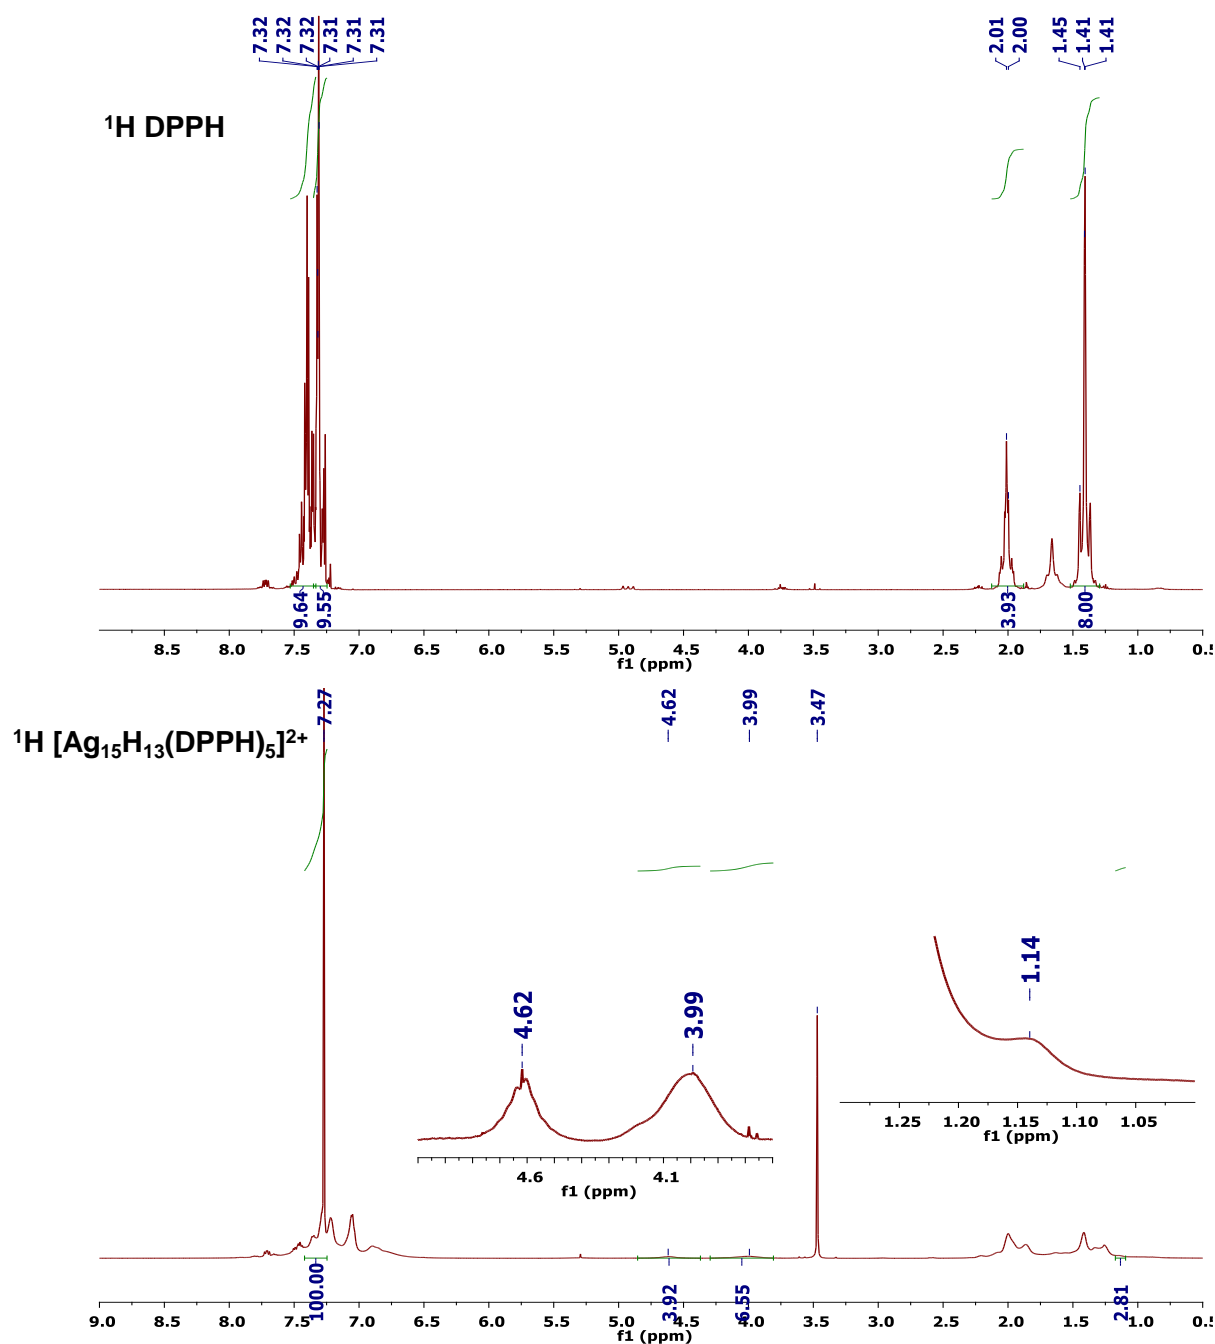 7.32 7.32 7.32 7.31 7.31 7.31 2.01 2.00 1.45 1.41 1.41
¹H DPPH
9.64 9.55 3.93 8.00
8.5 8.0 7.5 7.0 6.5 6.0 5.5 5.0 4.5 4.0 3.5 3.0 2.5 2.0 1.5 1.0 0.5
f1 (ppm)
7.27 4.62 3.99 3.47
¹H [Ag₁₅H₁₃(DPPH)₅]²⁺
4.62 3.99
4.6 4.1
f1 (ppm)
1.14
1.25 1.20 1.15 1.10 1.05
f1 (ppm)
100.00 3.92 6.55 2.81
9.0 8.5 8.0 7.5 7.0 6.5 6.0 5.5 5.0 4.5 4.0 3.5 3.0 2.5 2.0 1.5 1.0 0.5
f1 (ppm)